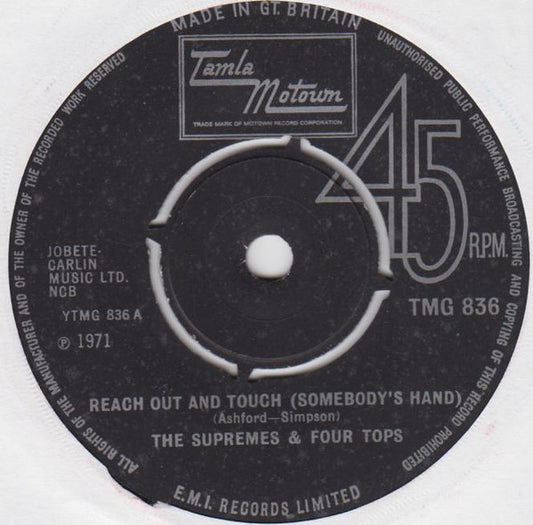 MADE IN GT. BRITAIN
UNAUTHORISED PUBLIC PERFORMANCE BROADCASTING AND COPYING OF THIS RECORD PROHIBITED
ALL RIGHTS OF THE MANUFACTURER AND OF THE OWNER OF THE RECORDED WORK RESERVED
Tamla
Motown
TRADE MARK OF MOTOWN RECORD CORPORATION
45
R.P.M.
JOBETE-
CARLIN
MUSIC LTD.
NCB
YTMG 836 A
℗ 1971
TMG 836
REACH OUT AND TOUCH (SOMEBODY'S HAND)
(Ashford—Simpson)
THE SUPREMES & FOUR TOPS
E.M.I. RECORDS LIMITED